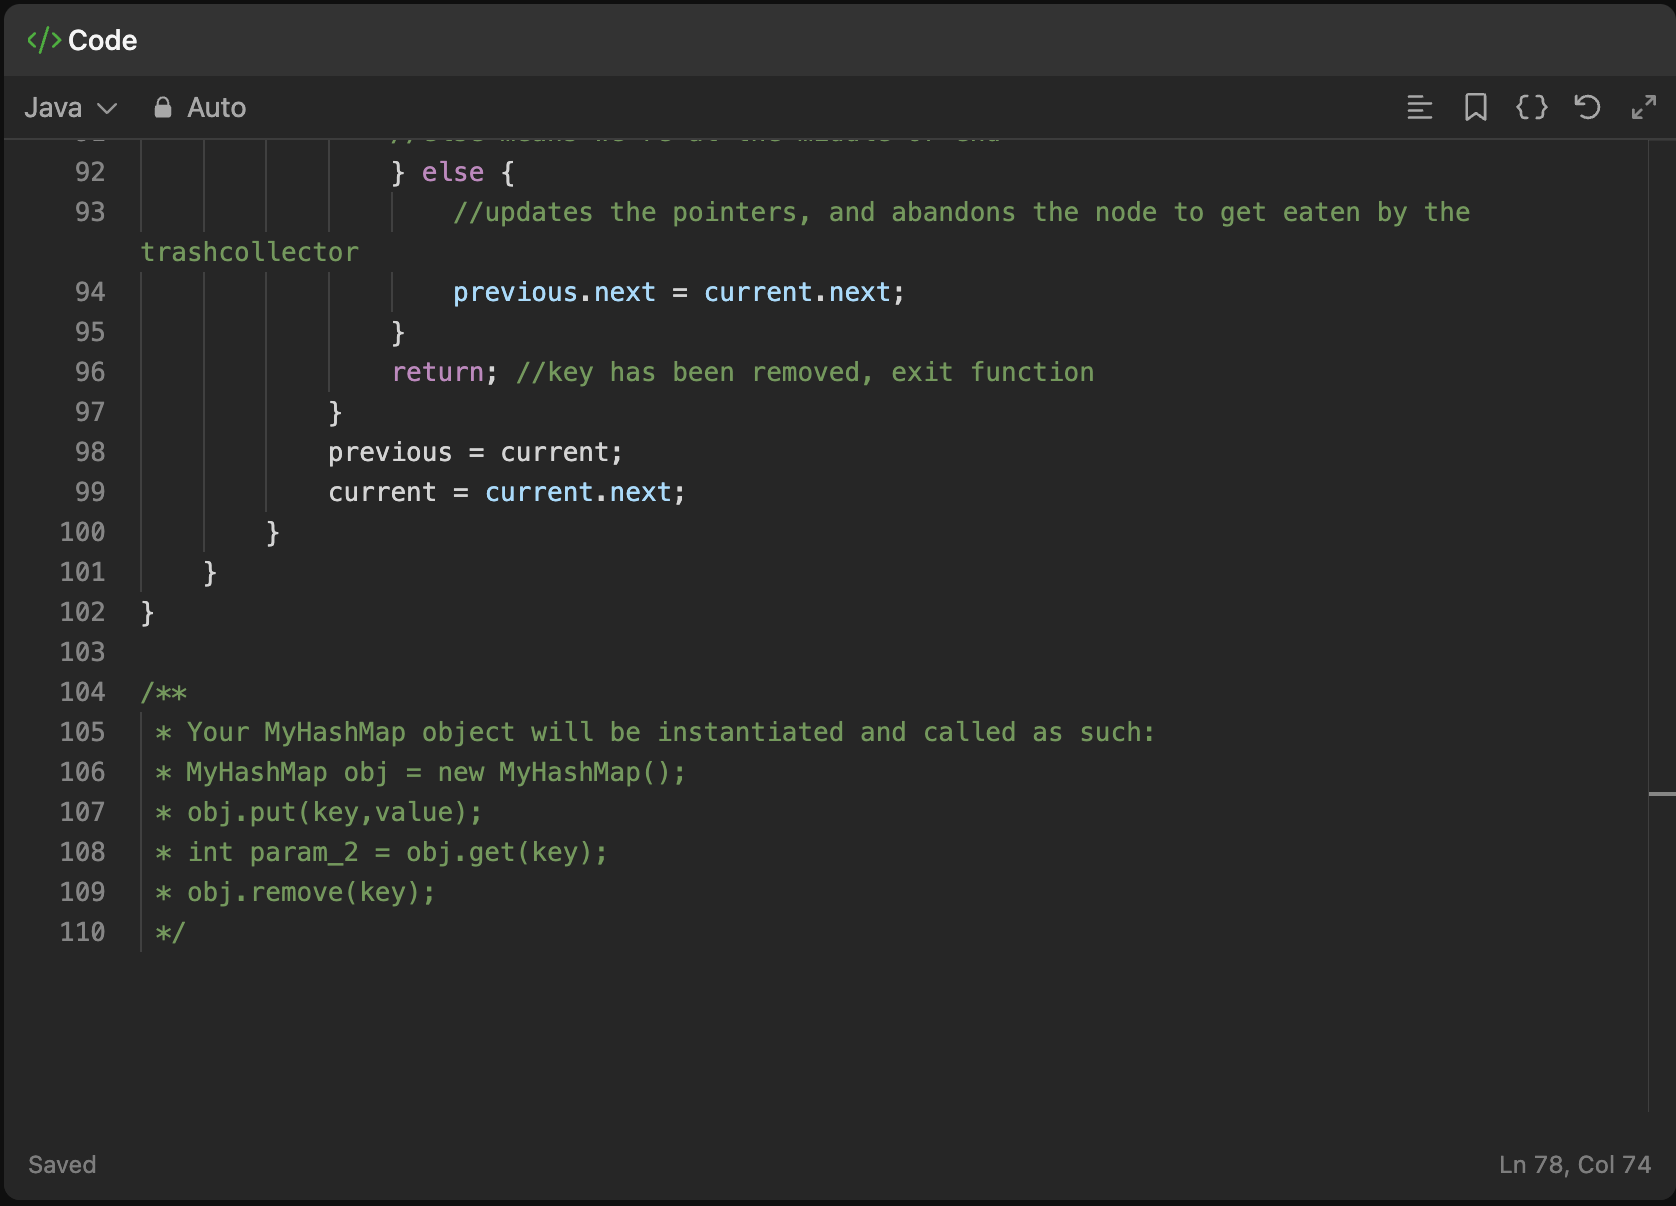 </> Code
Java Auto
92 } else {
93 //updates the pointers, and abandons the node to get eaten by the
trashcollector
94 previous.next = current.next;
95 }
96 return; //key has been removed, exit function
97 }
98 previous = current;
99 current = current.next;
100 }
101 }
102 }
103
104 /**
105 * Your MyHashMap object will be instantiated and called as such:
106 * MyHashMap obj = new MyHashMap();
107 * obj.put(key,value);
108 * int param_2 = obj.get(key);
109 * obj.remove(key);
110 */
Saved Ln 78, Col 74